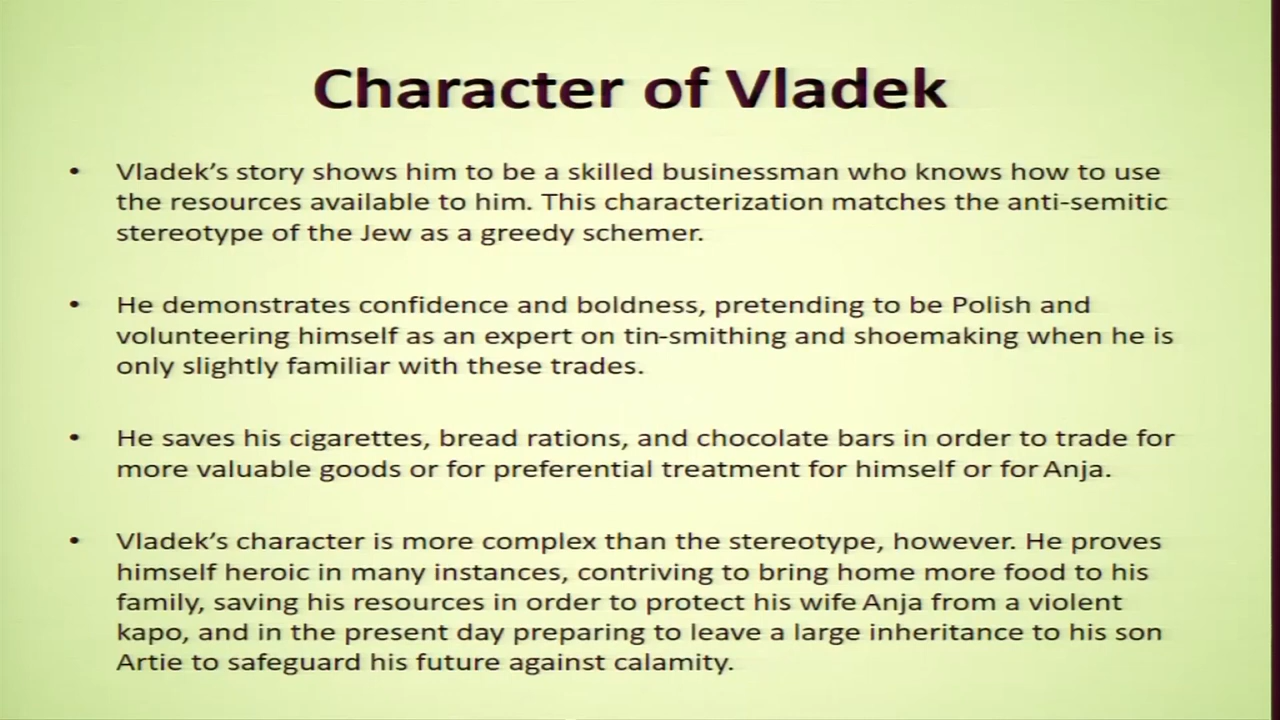 Character of Vladek
• Vladek’s story shows him to be a skilled businessman who knows how to use
the resources available to him. This characterization matches the anti-semitic
stereotype of the Jew as a greedy schemer.
• He demonstrates confidence and boldness, pretending to be Polish and
volunteering himself as an expert on tin-smithing and shoemaking when he is
only slightly familiar with these trades.
• He saves his cigarettes, bread rations, and chocolate bars in order to trade for
more valuable goods or for preferential treatment for himself or for Anja.
• Vladek’s character is more complex than the stereotype, however. He proves
himself heroic in many instances, contriving to bring home more food to his
family, saving his resources in order to protect his wife Anja from a violent
kapo, and in the present day preparing to leave a large inheritance to his son
Artie to safeguard his future against calamity.